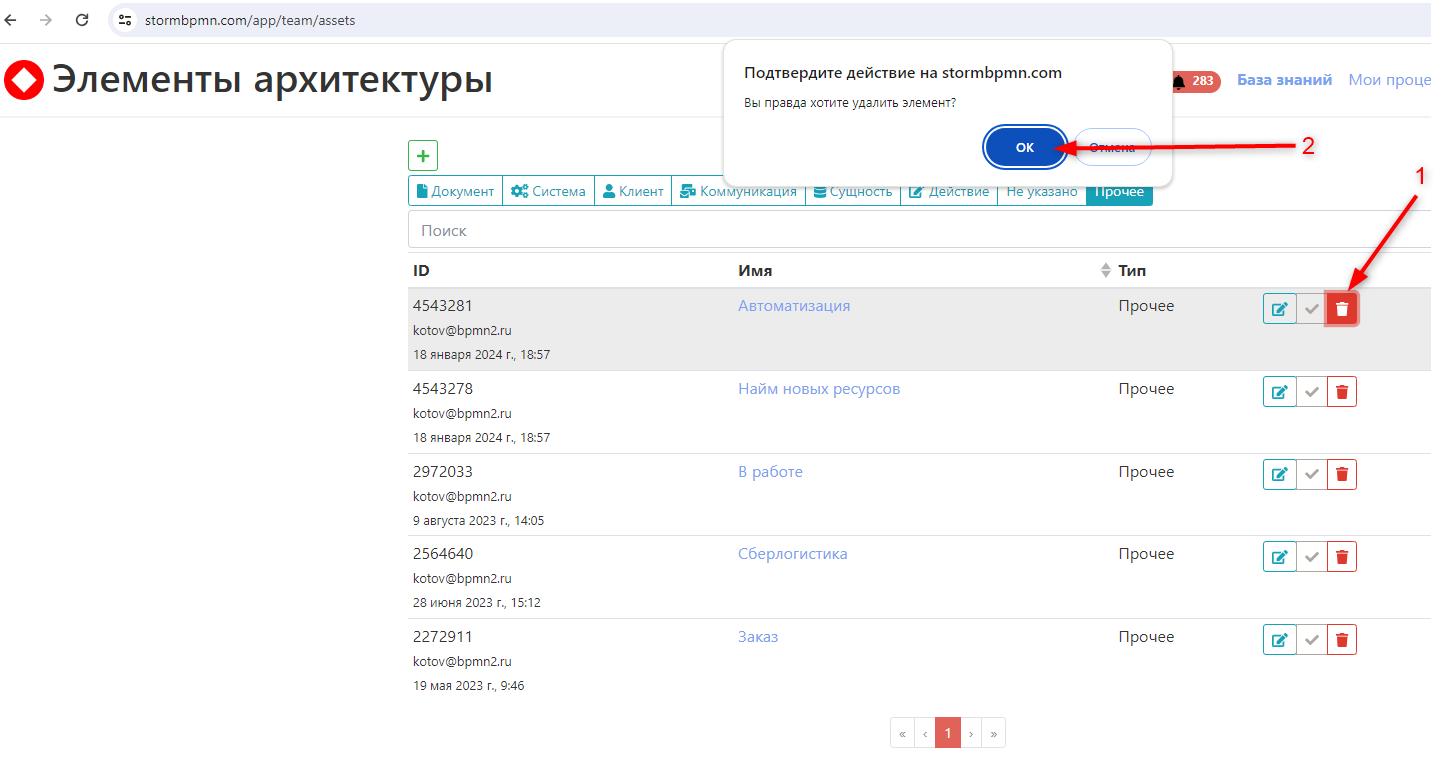 stormbpmn.com/app/team/assets
Элементы архитектуры
Подтвердите действие на stormbpmn.com
Вы правда хотите удалить элемент?
ОК
Отмена
2
283
База знаний
Мои проце
1
Документ
Система
Клиент
Коммуникация
Сущность
Действие
Не указано
Прочее
Поиск
ID
Имя
Тип
4543281
Автоматизация
Прочее
kotov@bpmn2.ru
18 января 2024 г., 18:57
4543278
Найм новых ресурсов
Прочее
kotov@bpmn2.ru
18 января 2024 г., 18:57
2972033
В работе
Прочее
kotov@bpmn2.ru
9 августа 2023 г., 14:05
2564640
Сберлогистика
Прочее
kotov@bpmn2.ru
28 июня 2023 г., 15:12
2272911
Заказ
Прочее
kotov@bpmn2.ru
19 мая 2023 г., 9:46
« ‹ 1 › »